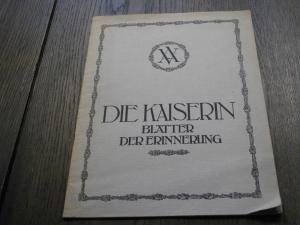 DIE KAISERIN
BLÄTTER
DER ERINNERUNG